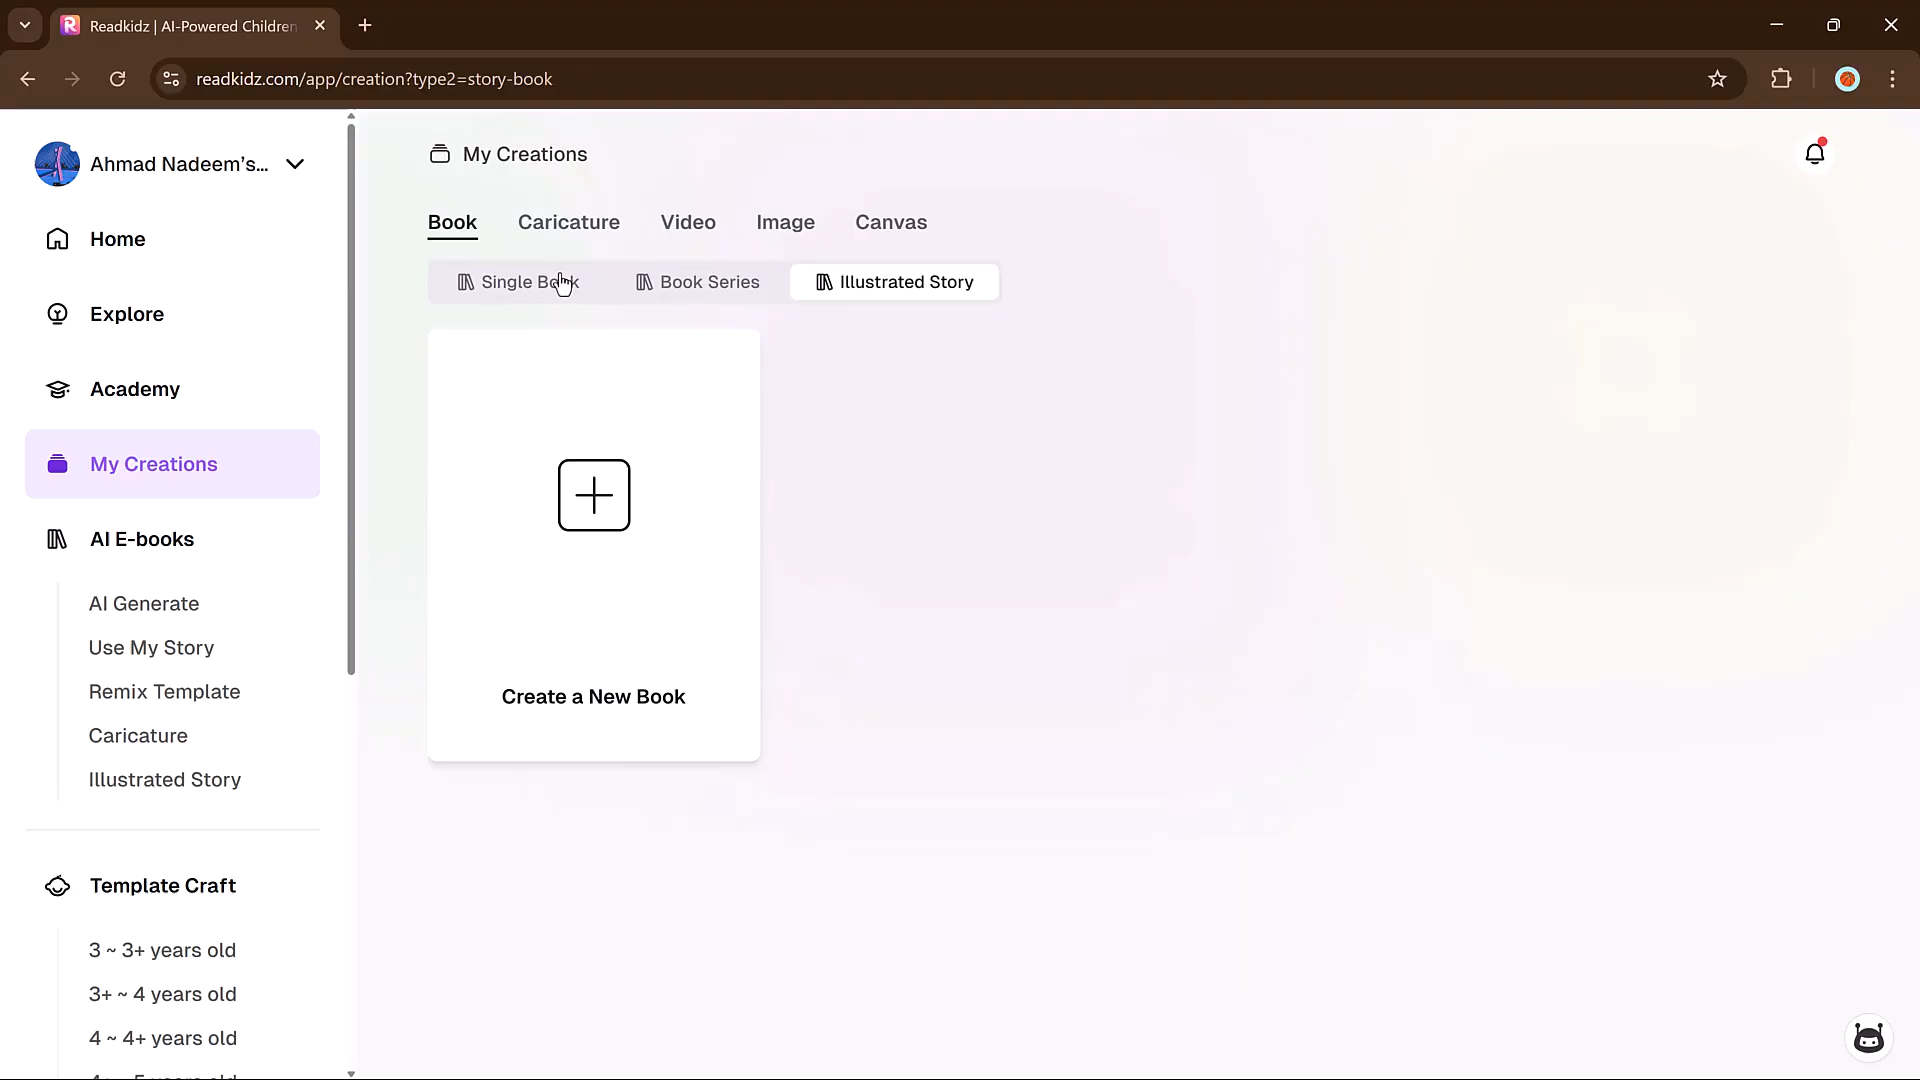 Readkidz | AI-Powered Children
readkidz.com/app/creation?type2=story-book
Ahmad Nadeem's...
Home
Explore
Academy
My Creations
AI E-books
AI Generate
Use My Story
Remix Template
Caricature
Illustrated Story
Template Craft
3 ~ 3+ years old
3+ ~ 4 years old
4 ~ 4+ years old
My Creations
Book Caricature Video Image Canvas
Single Book Book Series Illustrated Story
Create a New Book